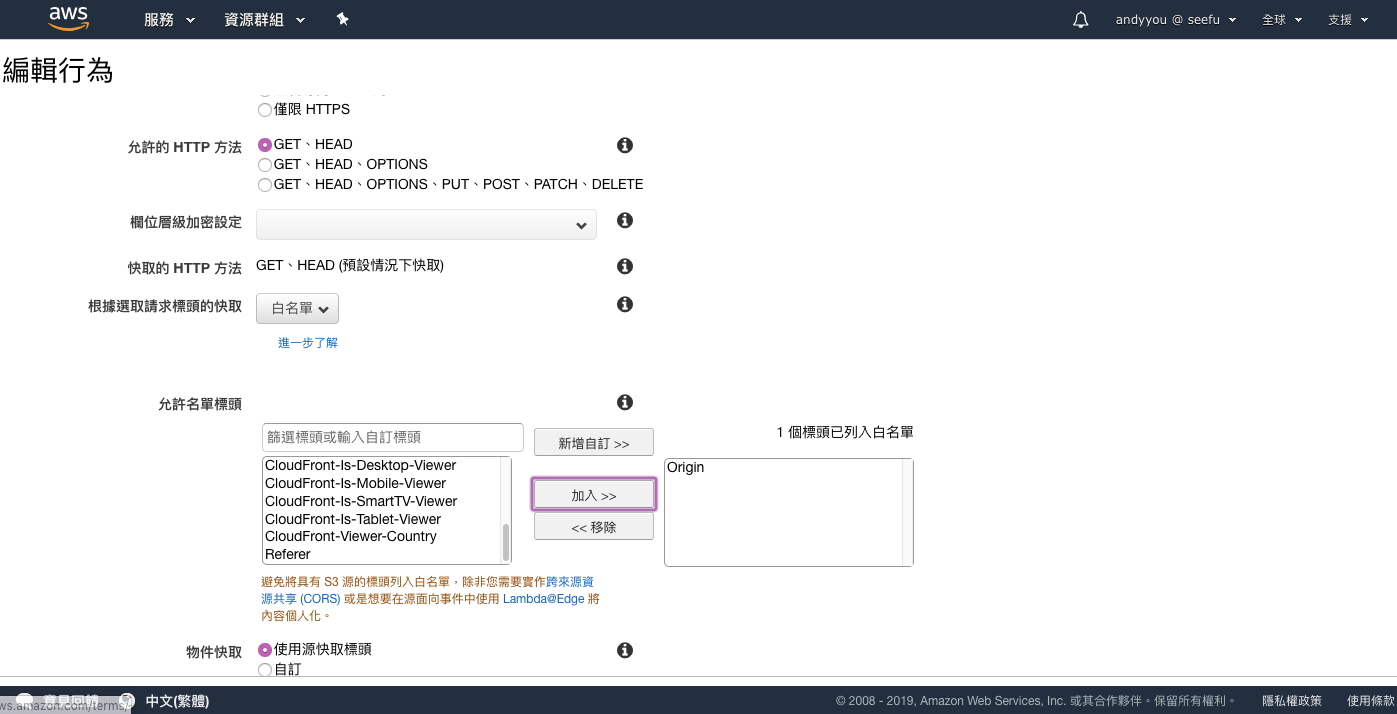 aws 服務 資源群組 andyyou @ seefu 全球 支援
編輯行為
僅限 HTTPS
允許的 HTTP 方法 GET、HEAD
GET、HEAD、OPTIONS
GET、HEAD、OPTIONS、PUT、POST、PATCH、DELETE
欄位層級加密設定
快取的 HTTP 方法 GET、HEAD (預設情況下快取)
根據選取請求標頭的快取 白名單
進一步了解
允許名單標頭
篩選標頭或輸入自訂標頭 新增自訂 >> 1 個標頭已列入白名單
CloudFront-Is-Desktop-Viewer Origin
CloudFront-Is-Mobile-Viewer
CloudFront-Is-SmartTV-Viewer 加入 >>
CloudFront-Is-Tablet-Viewer
CloudFront-Viewer-Country << 移除
Referer
避免將具有 S3 源的標頭列入白名單，除非您需要實作跨來源資
源共享 (CORS) 或是想要在源面向事件中使用 Lambda@Edge 將
內容個人化。
物件快取 使用源快取標頭
自訂
意見回饋 中文(繁體) © 2008 - 2019, Amazon Web Services, Inc. 或其合作夥伴。保留所有權利。 隱私權政策 使用條款
ws.amazon.com/terms/